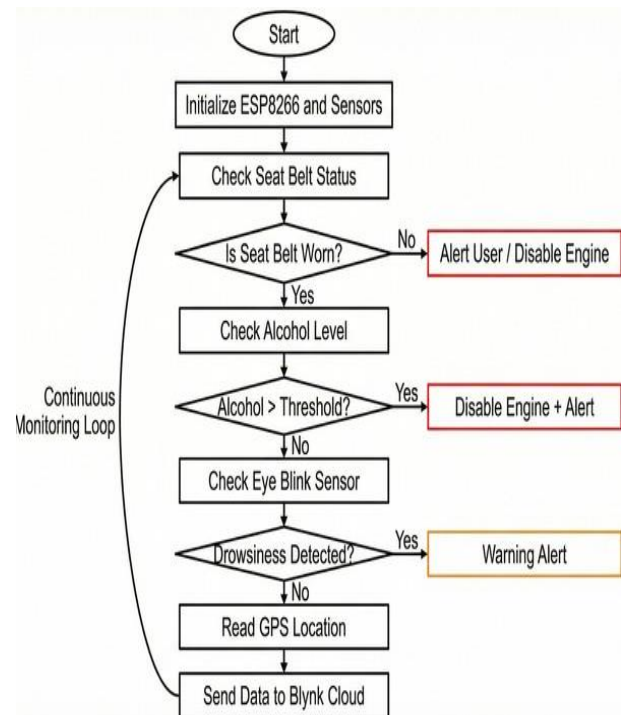 Start
Initialize ESP8266 and Sensors
Check Seat Belt Status
Is Seat Belt Worn?
No
Alert User / Disable Engine
Yes
Check Alcohol Level
Continuous
Monitoring Loop
Alcohol > Threshold?
Yes
Disable Engine + Alert
No
Check Eye Blink Sensor
Drowsiness Detected?
Yes
Warning Alert
No
Read GPS Location
Send Data to Blynk Cloud